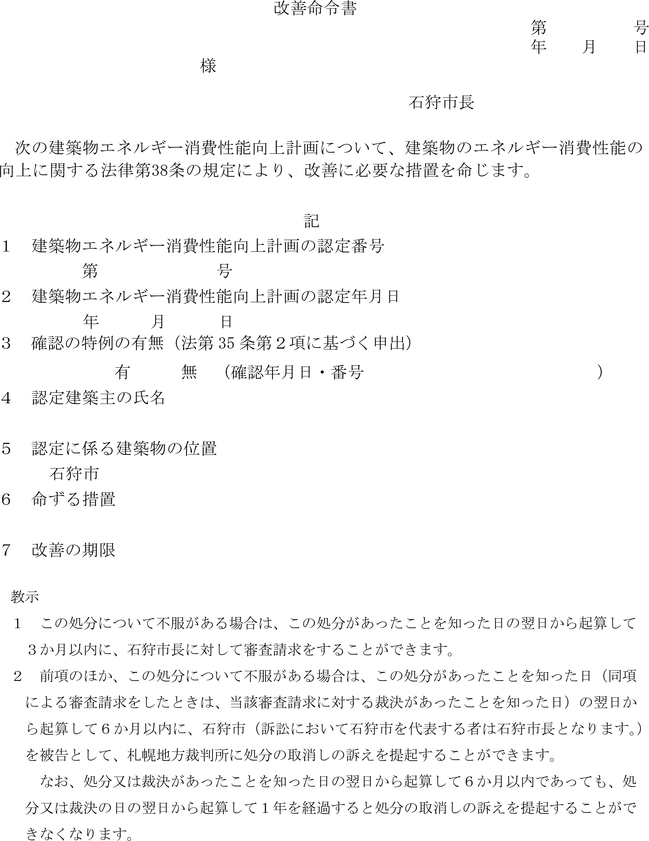 改善命令書
第　　　　　号
年　　月　　日
様
石狩市長
次の建築物エネルギー消費性能向上計画について、建築物のエネルギー消費性能の
向上に関する法律第38条の規定により、改善に必要な措置を命じます。
記
１　建築物エネルギー消費性能向上計画の認定番号
第　　　　　　　号
２　建築物エネルギー消費性能向上計画の認定年月日
年　　　月　　　日
３　確認の特例の有無（法第 35 条第２項に基づく申出）
有　　　無　（確認年月日・番号　　　　　　　　　　　　　　）
４　認定建築主の氏名
５　認定に係る建築物の位置
石狩市
６　命ずる措置
７　改善の期限
教示
１　この処分について不服がある場合は、この処分があったことを知った日の翌日から起算して
３か月以内に、石狩市長に対して審査請求をすることができます。
２　前項のほか、この処分について不服がある場合は、この処分があったことを知った日（同項
による審査請求をしたときは、当該審査請求に対する裁決があったことを知った日）の翌日か
ら起算して６か月以内に、石狩市（訴訟において石狩市を代表する者は石狩市長となります。）
を被告として、札幌地方裁判所に処分の取消しの訴えを提起することができます。
なお、処分又は裁決があったことを知った日の翌日から起算して６か月以内であっても、処
分又は裁決の日の翌日から起算して１年を経過すると処分の取消しの訴えを提起することがで
きなくなります。